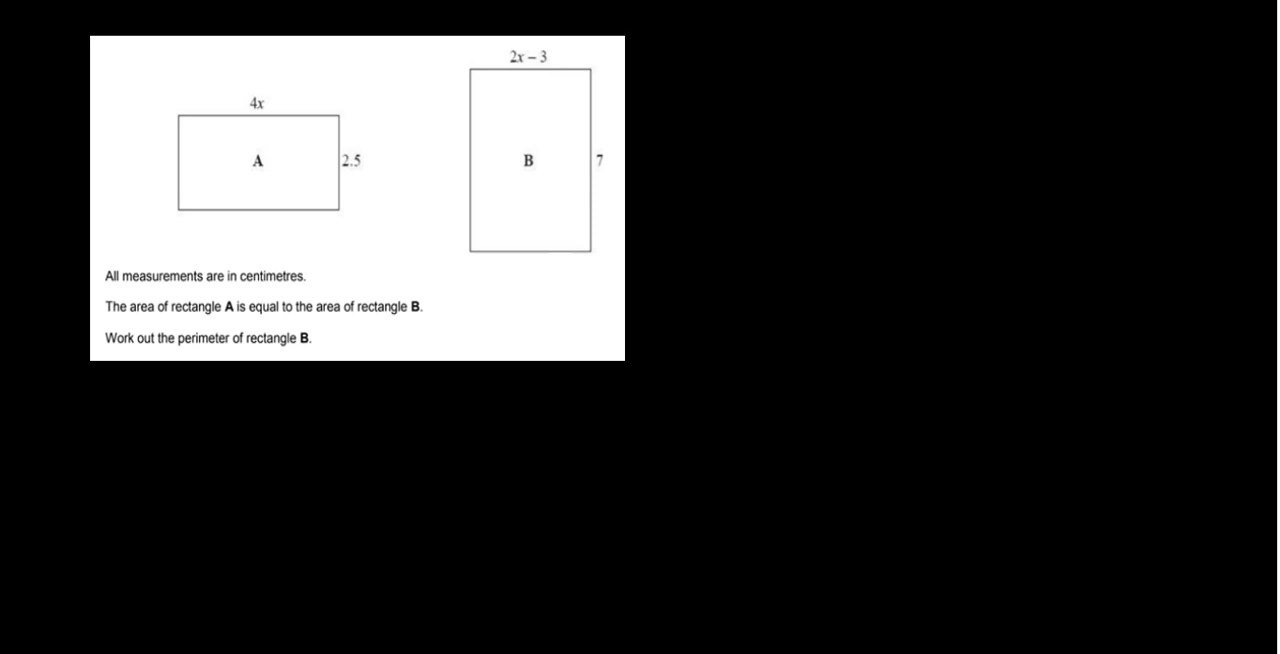 2x – 3
4x
A
2.5
B
7
All measurements are in centimetres.
The area of rectangle A is equal to the area of rectangle B.
Work out the perimeter of rectangle B.